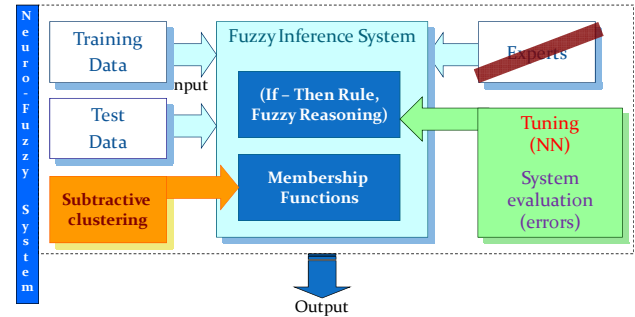 Neuro-Fuzzy System
Training
Data
Input
Test
Data
Subtractive
clustering
Fuzzy Inference System
(If – Then Rule,
Fuzzy Reasoning)
Membership
Functions
Experts
Tuning
(NN)
System
evaluation
(errors)
Output